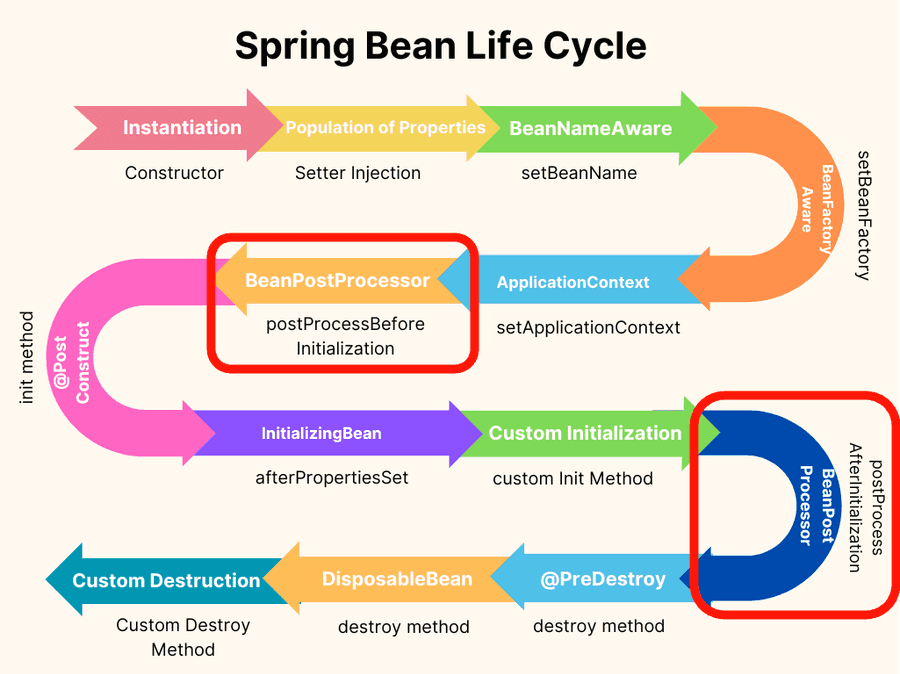 Spring Bean Life Cycle
Instantiation
Population of Properties
BeanNameAware
Constructor
Setter Injection
setBeanName
BeanFactory
Aware
setBeanFactory
ApplicationContext
setApplicationContext
BeanPostProcessor
postProcessBefore
Initialization
@Post
Construct
init method
InitializingBean
afterPropertiesSet
Custom Initialization
custom Init Method
BeanPost
Processor
postProcess
AfterInitialization
@PreDestroy
destroy method
DisposableBean
destroy method
Custom Destruction
Custom Destroy
Method